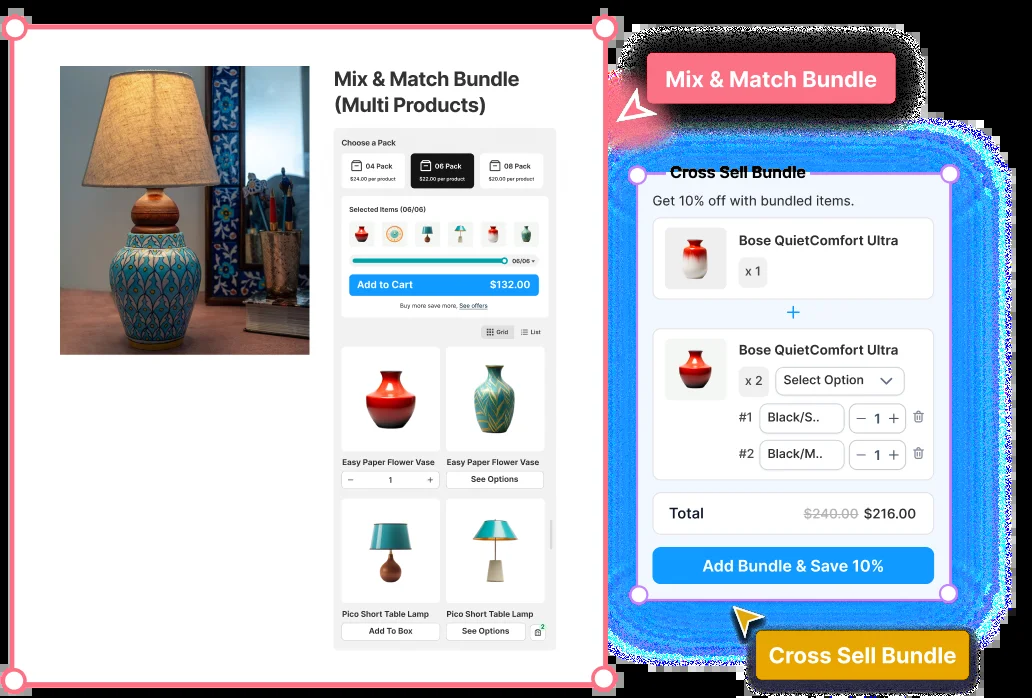 Mix & Match Bundle
(Multi Products)
Choose a Pack
04 Pack
$24.00 per product
06 Pack
$22.00 per product
08 Pack
$20.00 per product
Selected Items (06/06)
06/06
Add to Cart $132.00
Buy more save more, See offers
Grid
List
Easy Paper Flower Vase
Easy Paper Flower Vase
− 1 +
See Options
Pico Short Table Lamp
Pico Short Table Lamp
Add To Box
See Options
2
Mix & Match Bundle
Cross Sell Bundle
Get 10% off with bundled items.
Bose QuietComfort Ultra
x 1
+
Bose QuietComfort Ultra
x 2
Select Option
#1 Black/S.. − 1 +
#2 Black/M.. − 1 +
Total $240.00 $216.00
Add Bundle & Save 10%
Cross Sell Bundle